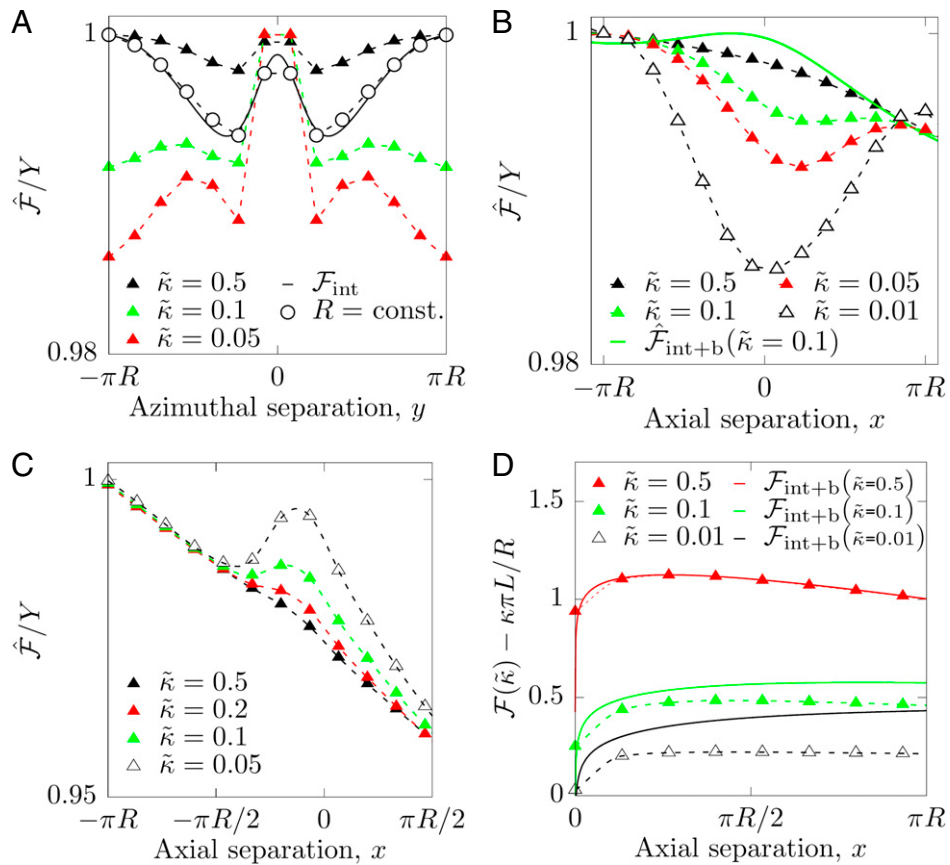 A
1
F̂/Y
κ̃ = 0.5
κ̃ = 0.1
κ̃ = 0.05
F_int
R = const.
0.98
−πR 0 πR
Azimuthal separation, y
B
1
F̂/Y
κ̃ = 0.5 κ̃ = 0.05
κ̃ = 0.1 κ̃ = 0.01
F̂_int+b(κ̃ = 0.1)
0.98
−πR 0 πR
Axial separation, x
C
1
F̂/Y
κ̃ = 0.5
κ̃ = 0.2
κ̃ = 0.1
κ̃ = 0.05
0.95
−πR −πR/2 0 πR/2
Axial separation, x
D
F(κ̃) − κπL/R
1.5
1
0.5
0
κ̃ = 0.5 F_int+b(κ̃=0.5)
κ̃ = 0.1 F_int+b(κ̃=0.1)
κ̃ = 0.01 F_int+b(κ̃=0.01)
0 πR/2 πR
Axial separation, x